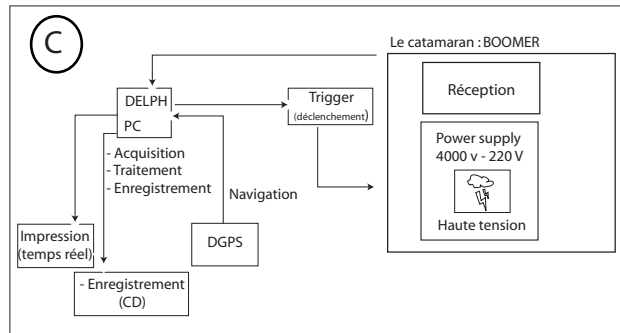 C
Le catamaran : BOOMER
DELPH
PC
Trigger
(déclenchement)
Réception
Power supply
4000 v - 220 V
Haute tension
- Acquisition
- Traitement
- Enregistrement
Navigation
Impression
(temps réel)
DGPS
- Enregistrement
(CD)